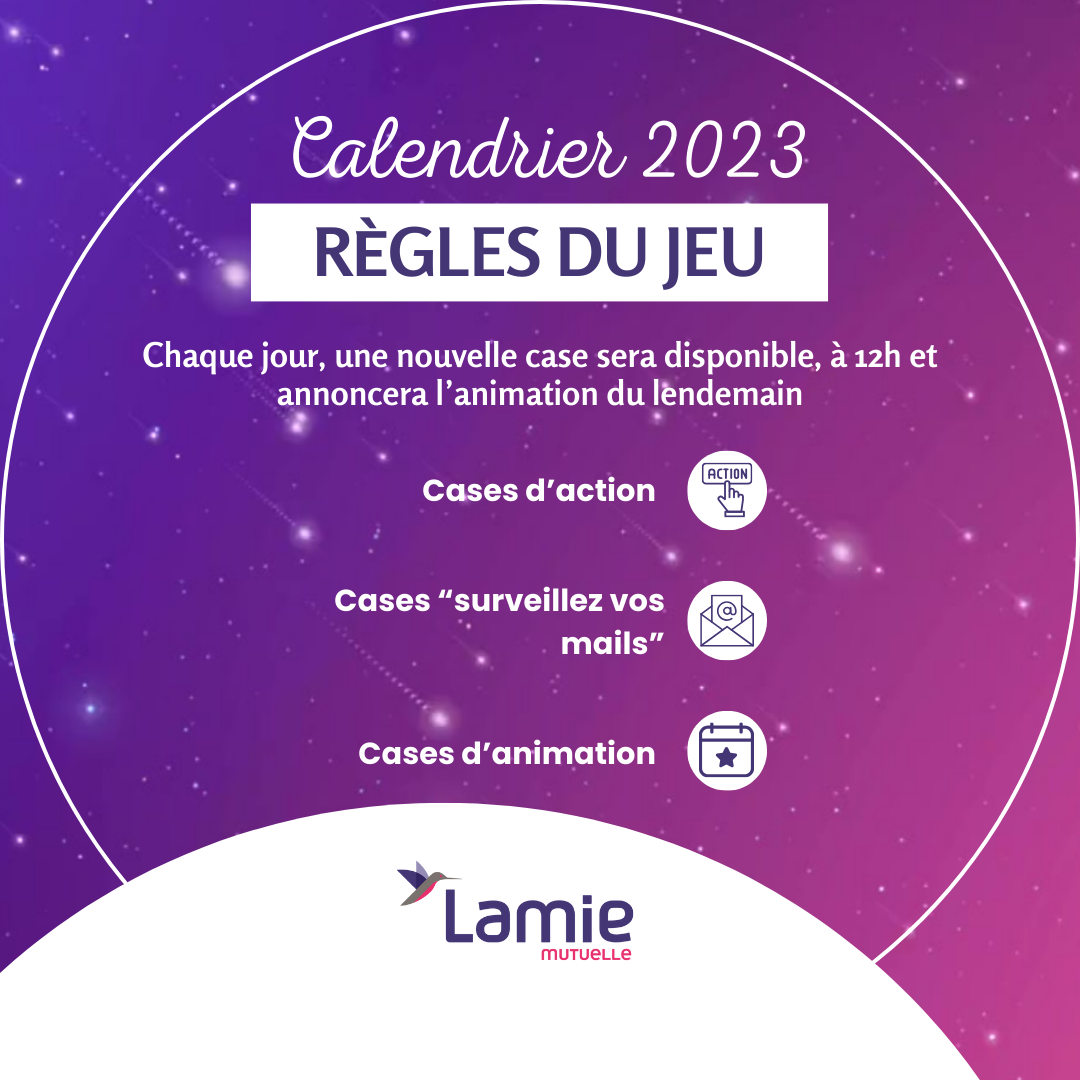 Calendrier 2023
RÈGLES DU JEU
Chaque jour, une nouvelle case sera disponible, à 12h et
annoncera l’animation du lendemain
Cases d’action
ACTION
Cases “surveillez vos
mails”
@
Cases d’animation
Lamie
mutuelle